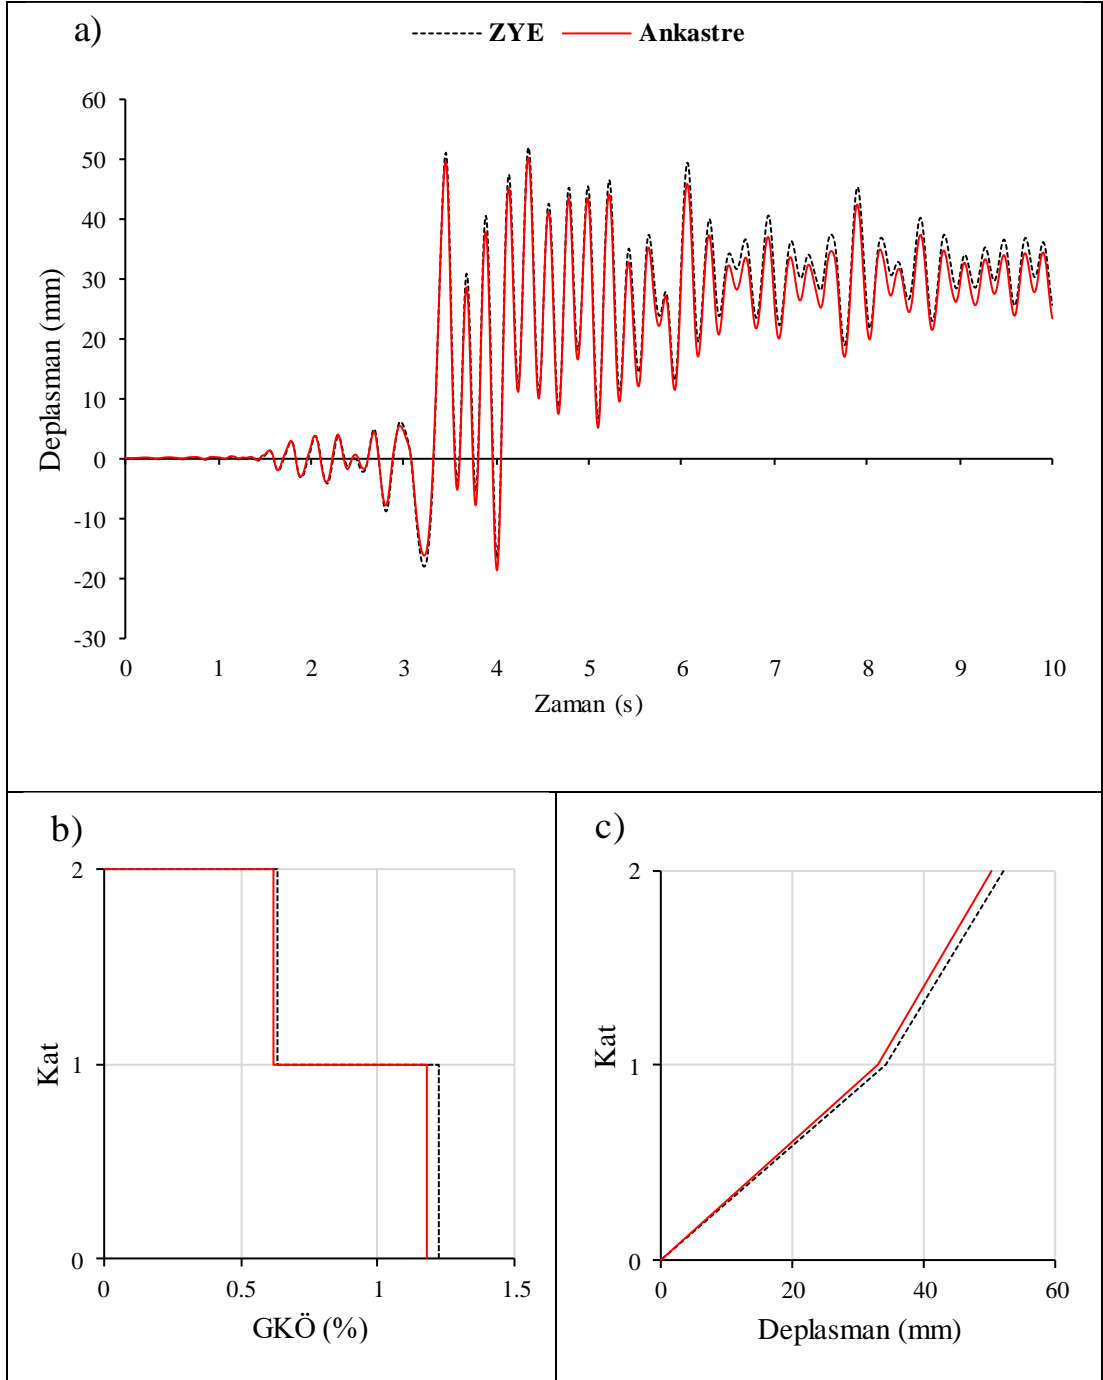 a)
ZYE Ankastre
60
50
40
30
20
10
0
-10
-20
-30
Deplasman (mm)
0 1 2 3 4 5 6 7 8 9 10
Zaman (s)
b)
2
1
0
Kat
0 0.5 1 1.5
GKÖ (%)
c)
2
1
0
Kat
0 20 40 60
Deplasman (mm)